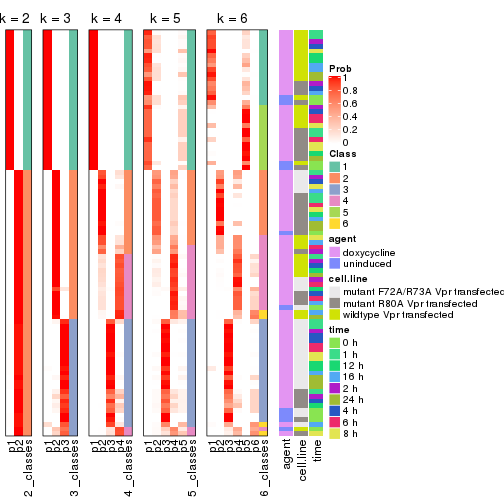 k = 2
k = 3
k = 4
k = 5
k = 6
p1
p2
2_classes
p1
p2
p3
3_classes
p1
p2
p3
p4
4_classes
p1
p2
p3
p4
p5
5_classes
p1
p2
p3
p4
p5
p6
6_classes
agent
cell.line
time
Prob
1
0.8
0.6
0.4
0.2
0
Class
1
2
3
4
5
6
agent
doxycycline
uninduced
cell.line
mutant F72A/R73A Vpr transfected
mutant R80A Vpr transfected
wildtype Vpr transfected
time
0 h
1 h
12 h
16 h
2 h
24 h
4 h
6 h
8 h